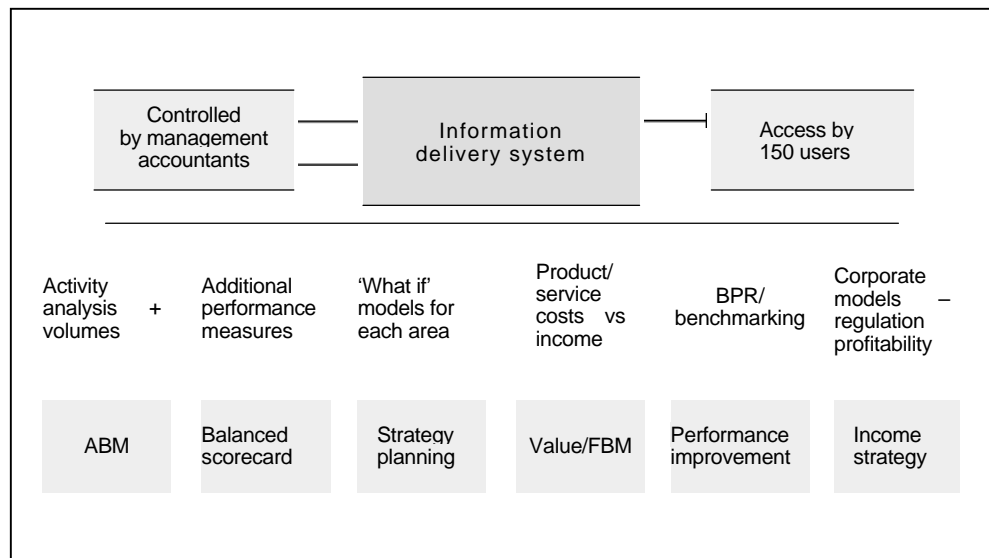 Controlled
by management
accountants
Information
delivery system
Access by
150 users
Activity
analysis +
volumes
Additional
performance
measures
‘What if’
models for
each area
Product/
service
costs vs
income
BPR/
benchmarking
Corporate
models –
regulation
profitability
ABM
Balanced
scorecard
Strategy
planning
Value/FBM
Performance
improvement
Income
strategy